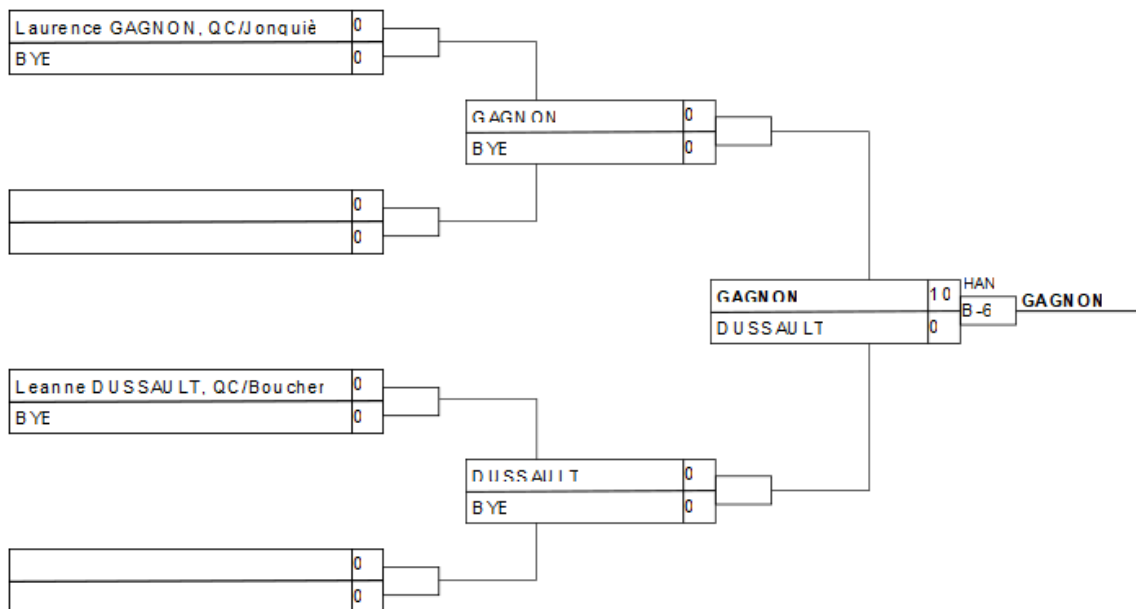 Laurence GAGNON, QC/Jonquiè 0
BYE 0
GAGNON 0
BYE 0
0
0
GAGNON 10 HAN
DUSSAULT 0 B-6
GAGNON
Leanne DUSSAULT, QC/Boucher 0
BYE 0
DUSSAULT 0
BYE 0
0
0